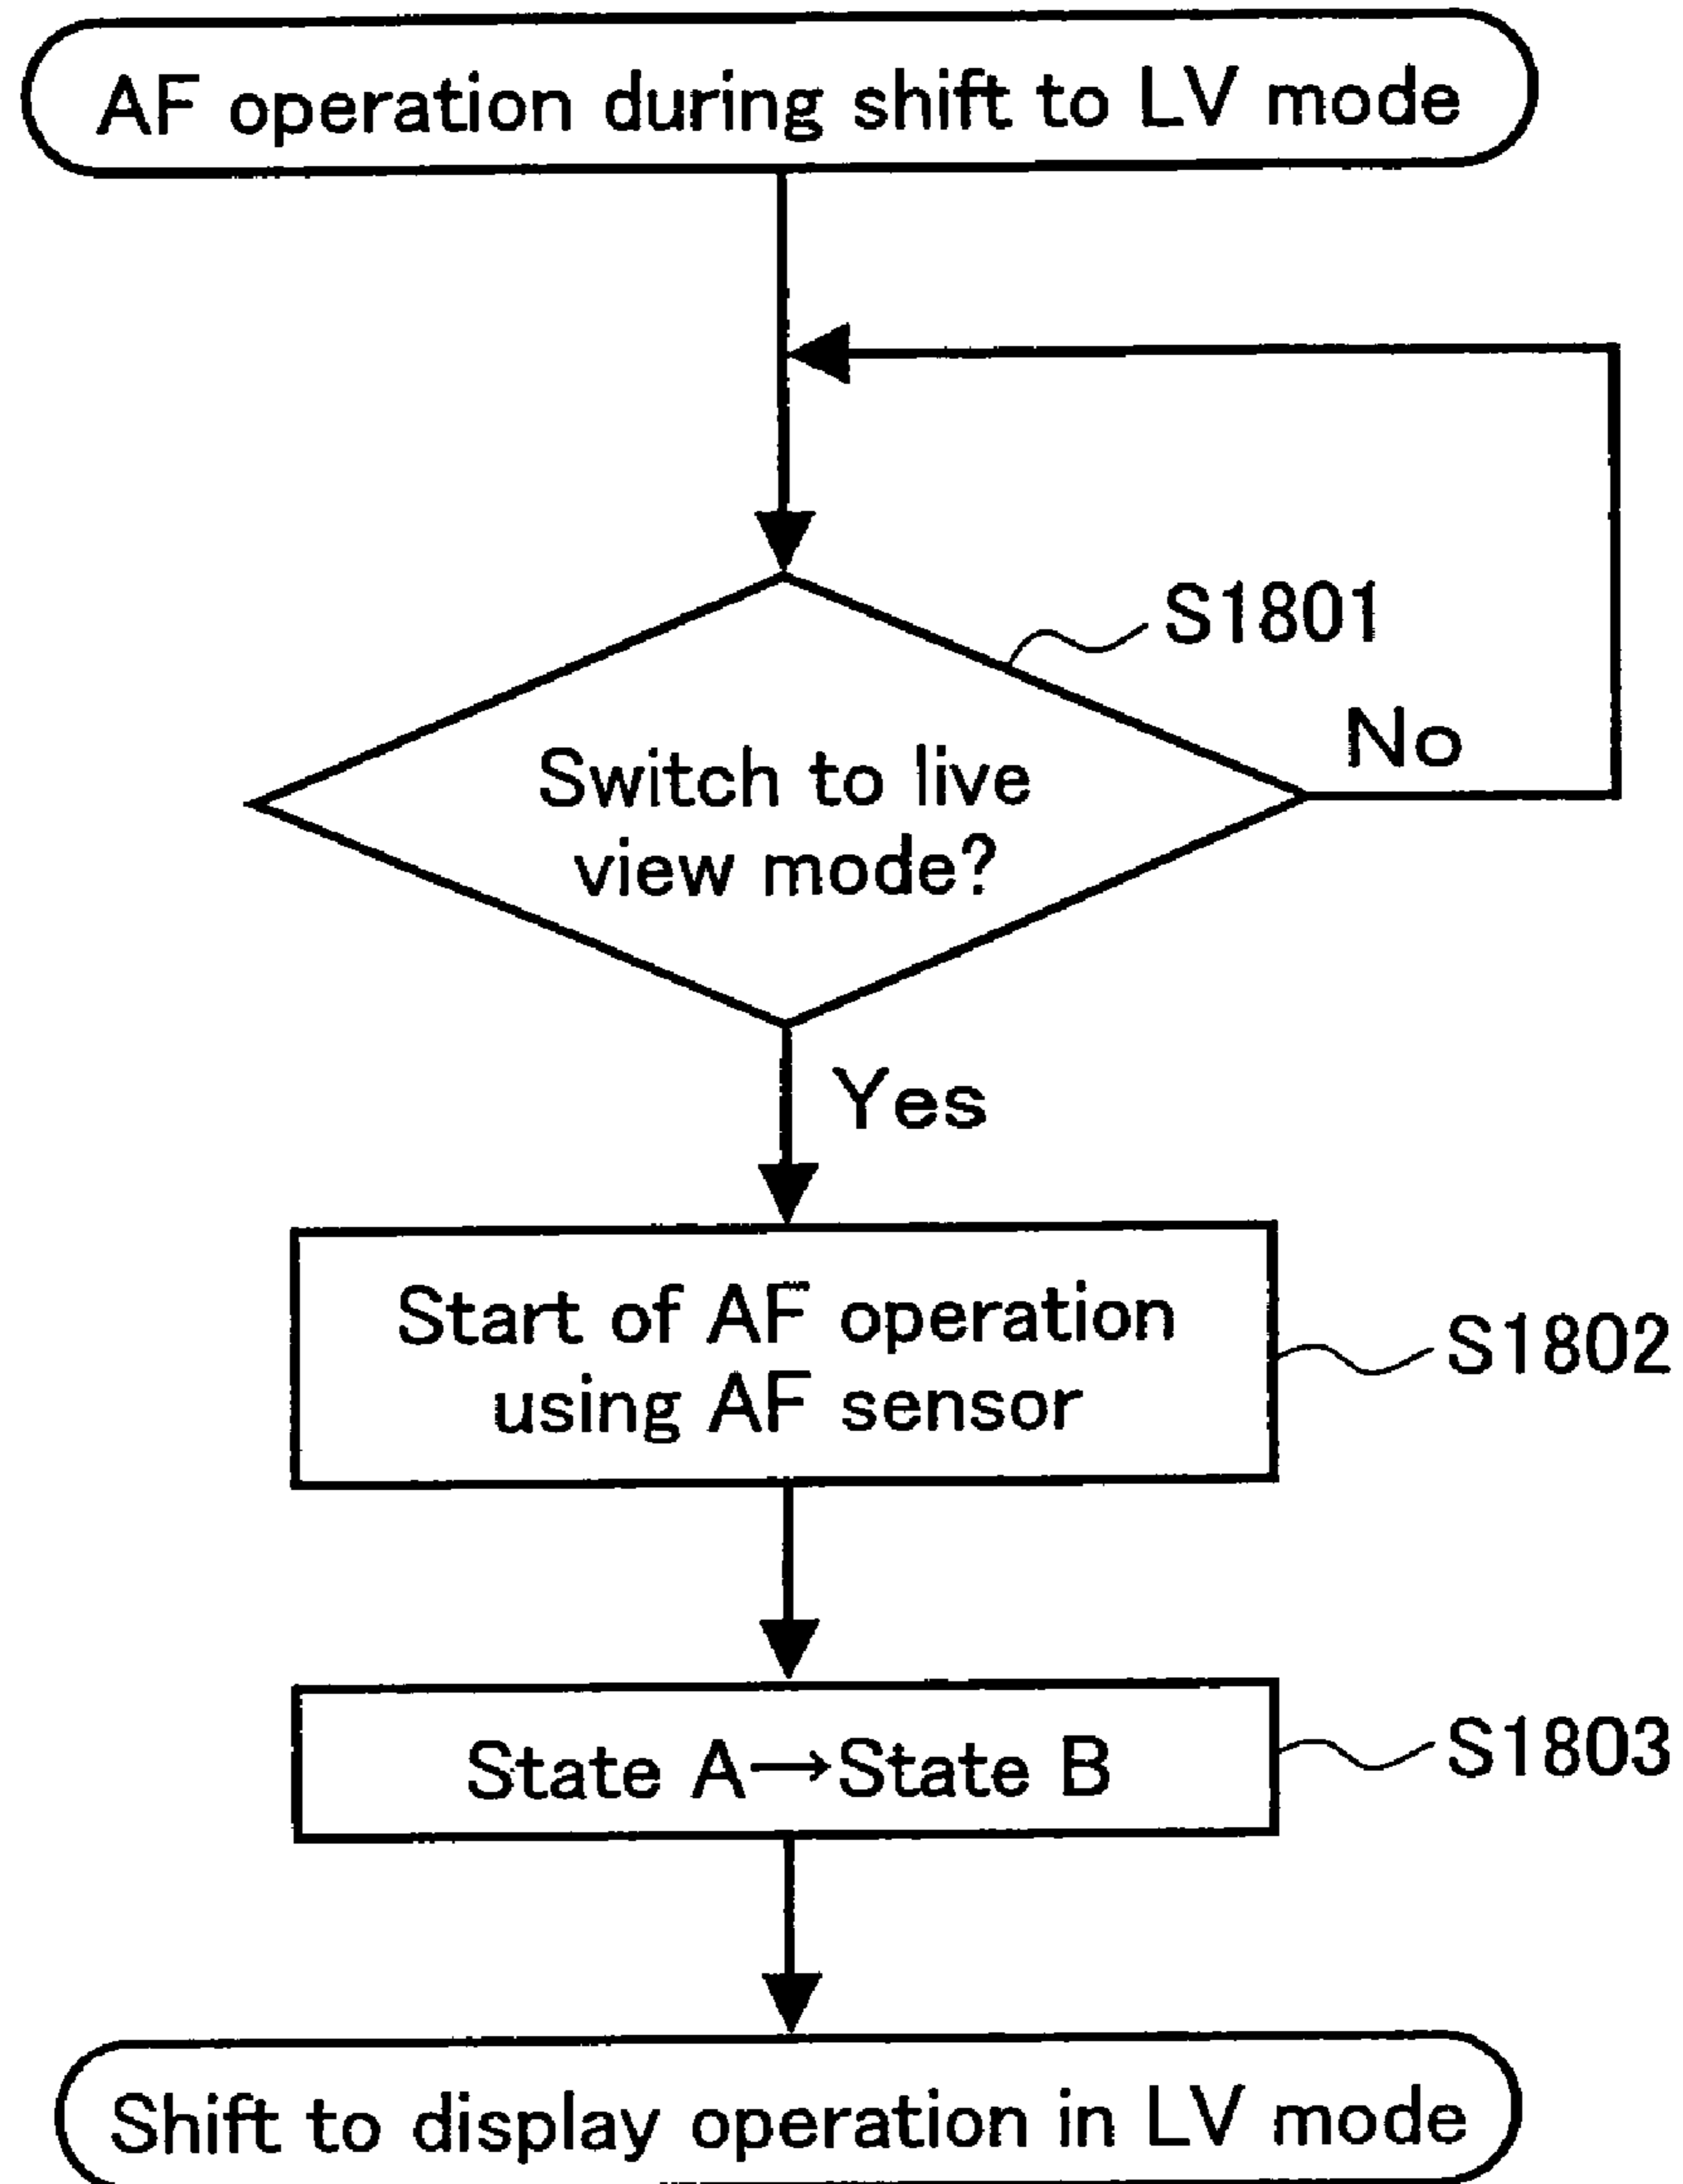 AF operation during shift to LV mode
S1801
No
Switch to live
view mode?
Yes
Start of AF operation
using AF sensor
S1802
State A→State B
S1803
Shift to display operation in LV mode